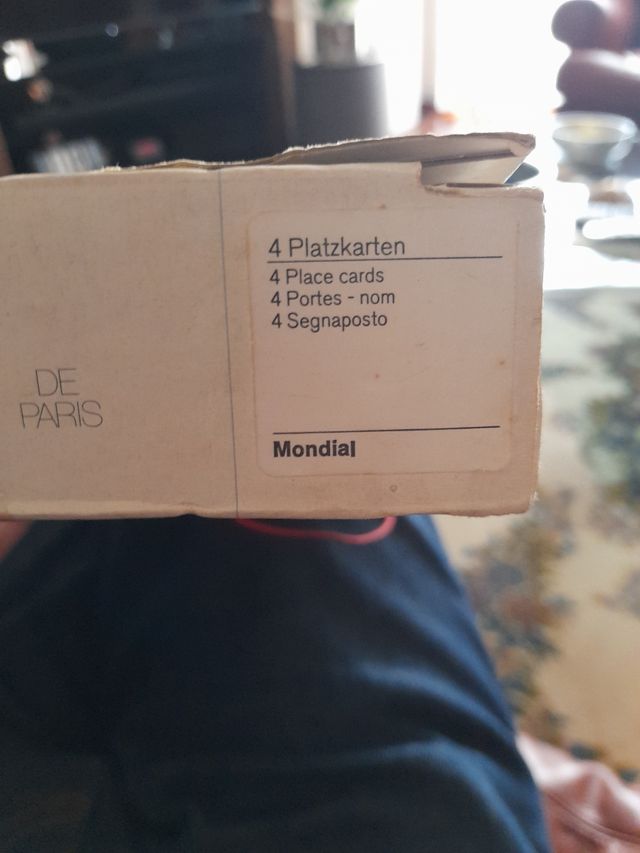 4 Platzkarten
4 Place cards
4 Portes - nom
4 Segnaposto
Mondial
DE
PARIS